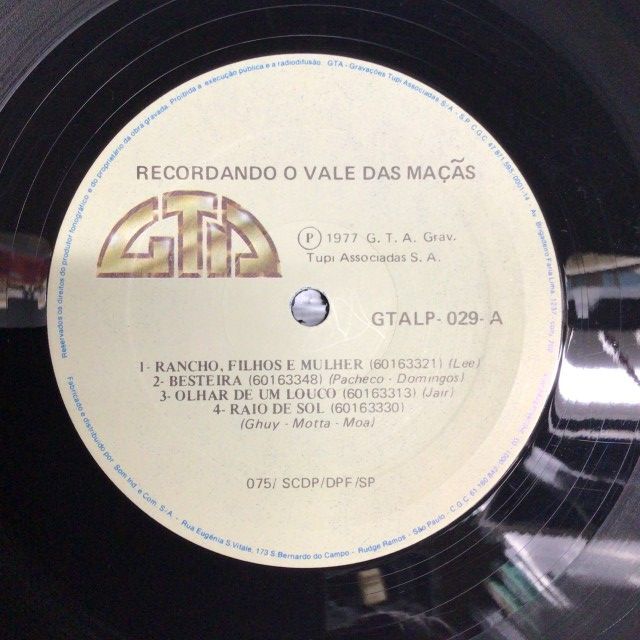 Reservados os direitos do produtor fonográfico e do proprietário da obra gravada. Proibida a execução pública e a radiodifusão. GTA - Gravações Tupi Associadas S. A. - S.P. C.G.C.
RECORDANDO O VALE DAS MAÇÃS
GTA
℗ 1977 G. T. A. Grav.
Tupi Associadas S. A.
GTALP- 029- A
1- RANCHO, FILHOS E MULHER (60163321) (Lee)
2- BESTEIRA (60163348) (Pacheco - Domingos)
3- OLHAR DE UM LOUCO (60163313) (Jair)
4- RAIO DE SOL (60163330)
(Ghuy - Motta - Moa)
075/ SCDP/DPF/SP
Fabricado e distribuído por Som Ind. e Com. S. A. - Rua Eugênia S. Vitale, 173 S. Bernardo do Campo - Rudge Ramos - São Paulo - C.G.C.